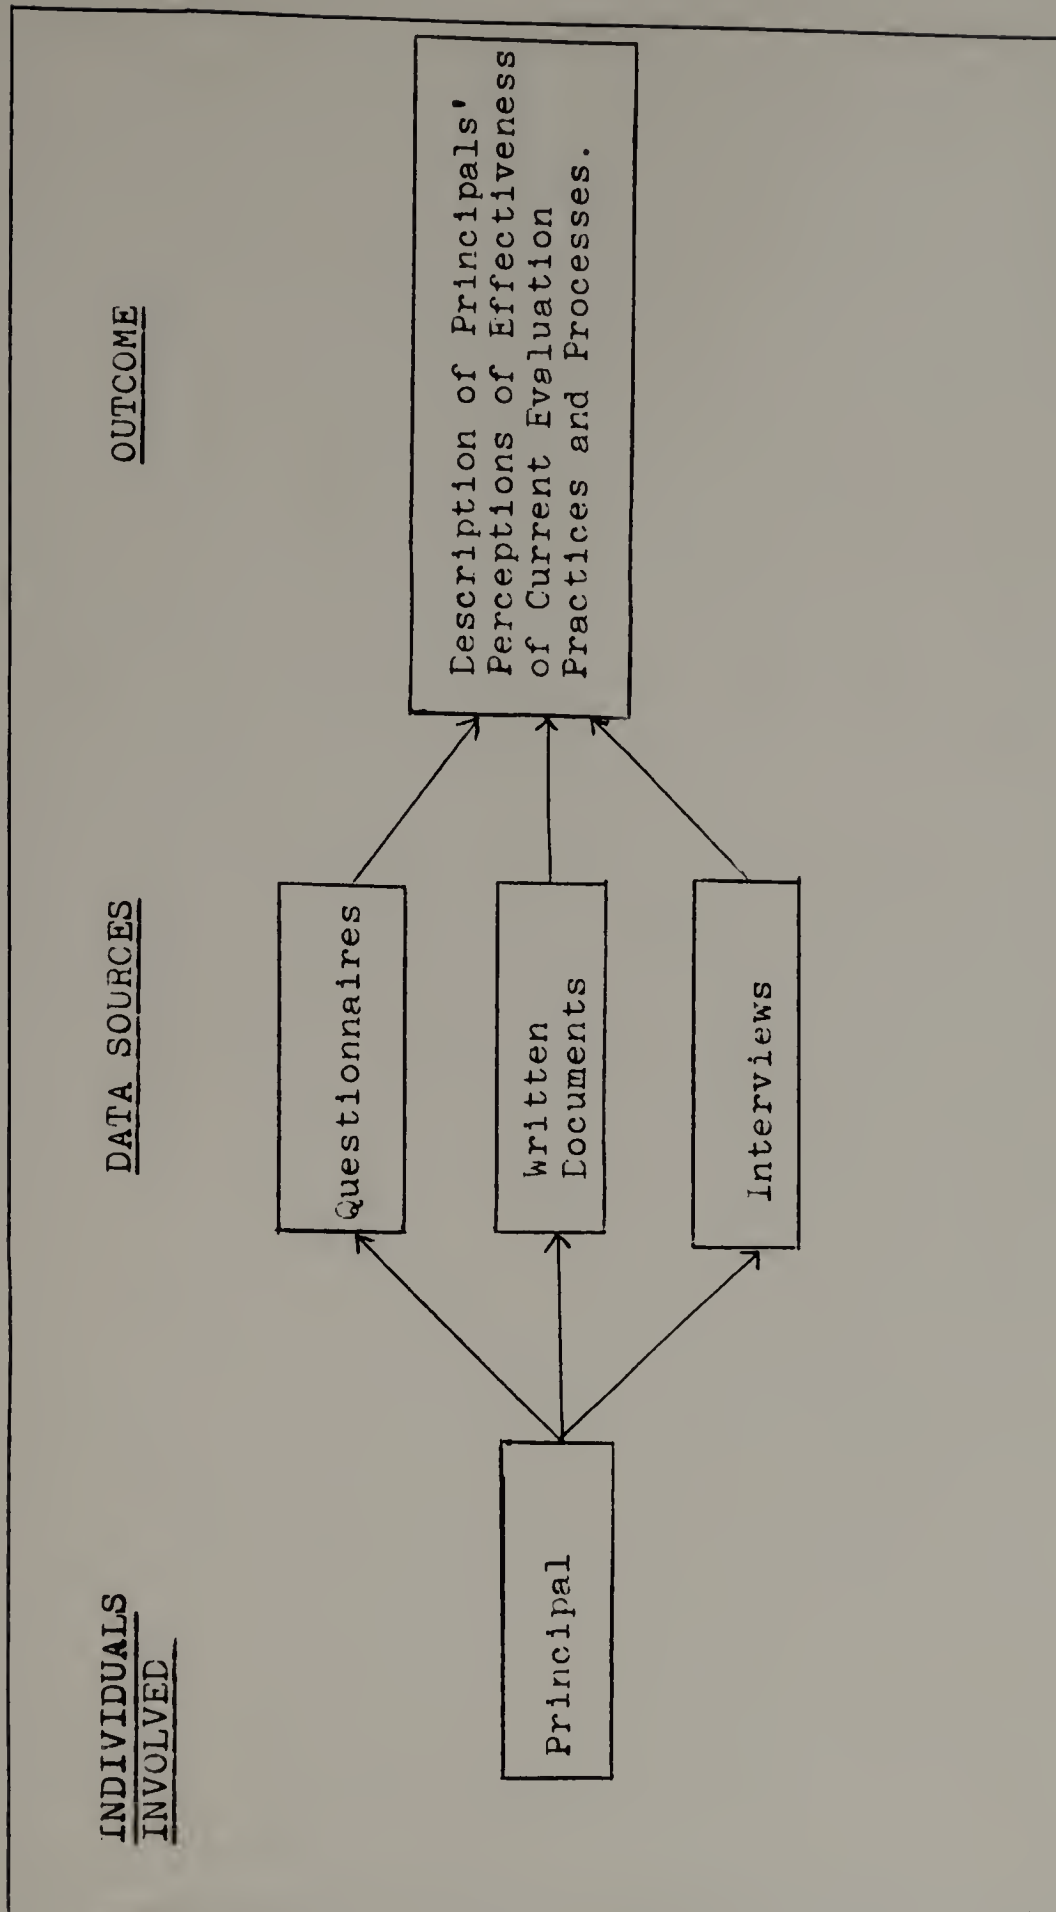 INDIVIDUALS
INVOLVED
DATA SOURCES
OUTCOME
Principal
Questionnaires
Written
Documents
Interviews
Description of Principals'
Perceptions of Effectiveness
of Current Evaluation
Practices and Processes.